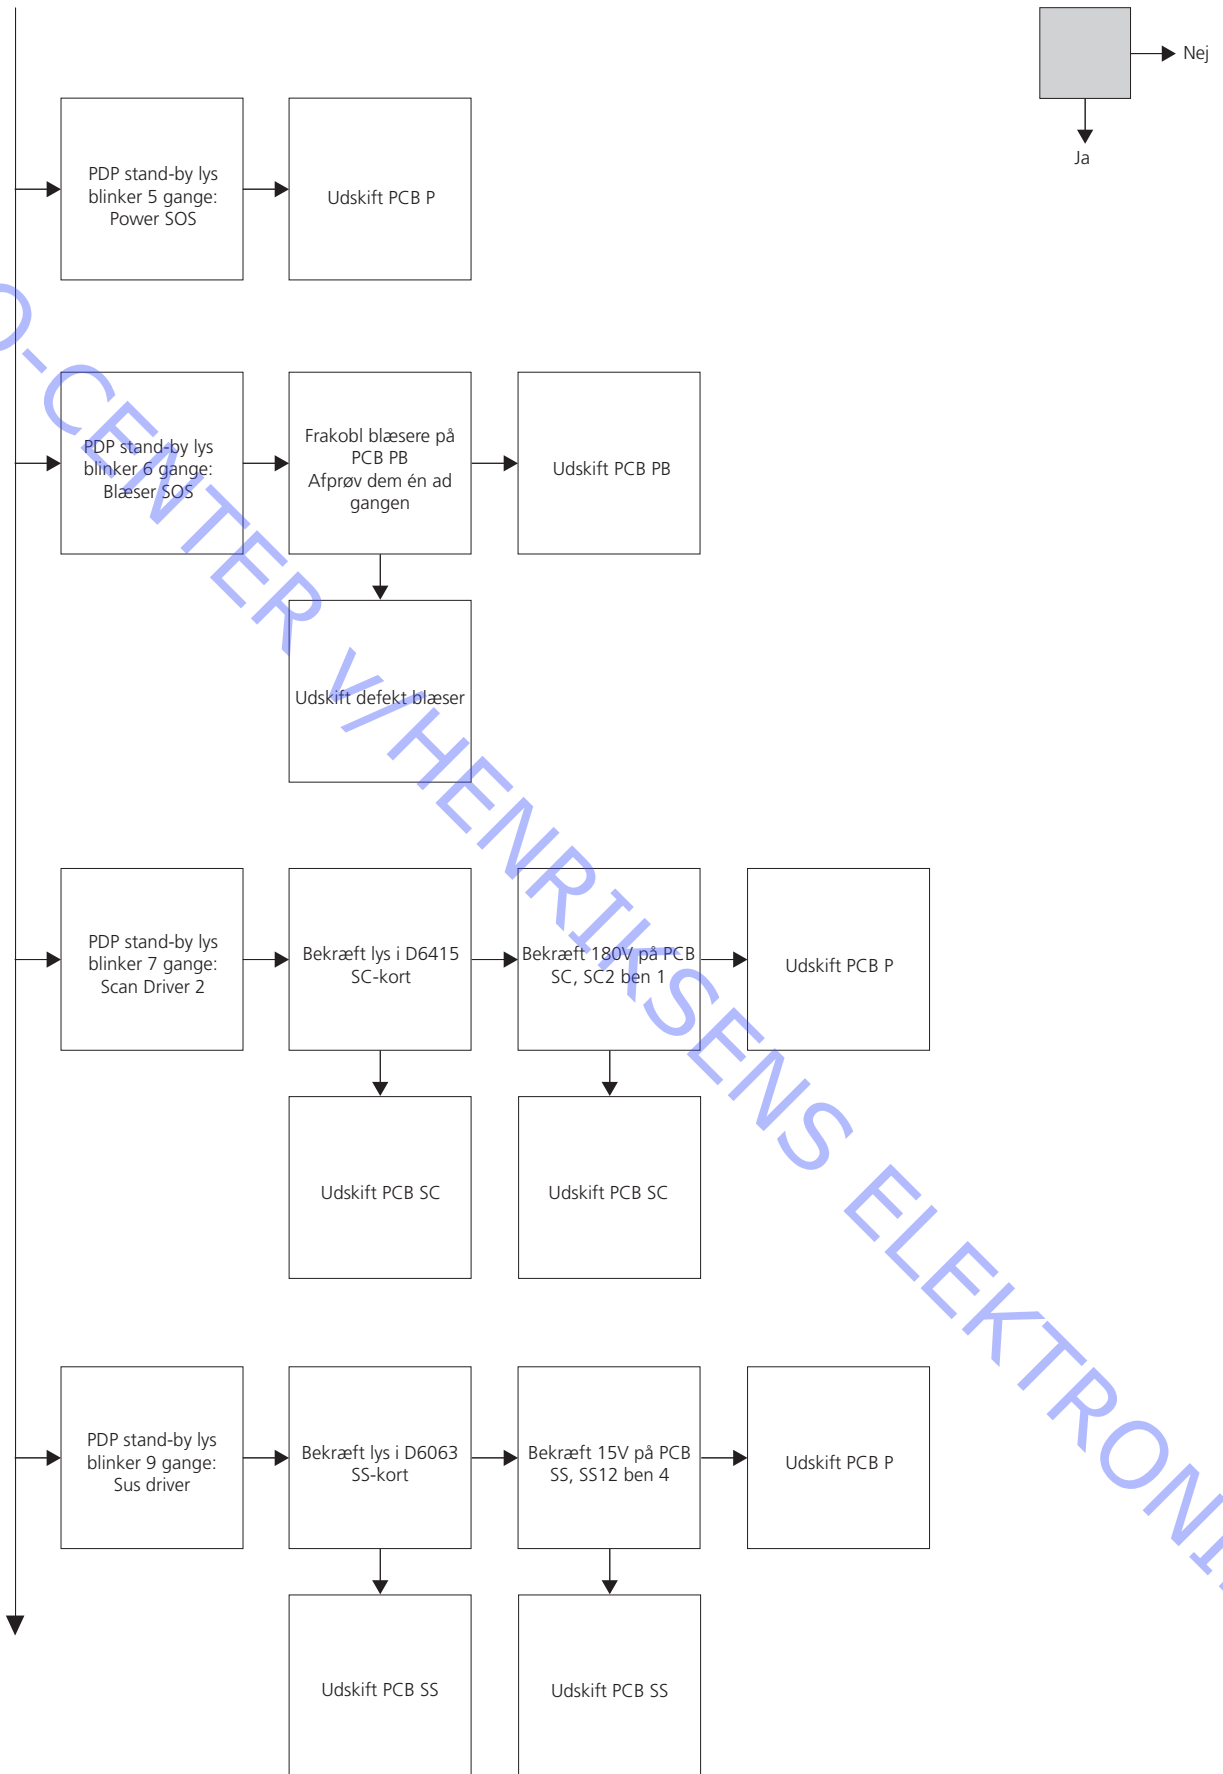 Nej
Ja
PDP stand-by lys
blinker 5 gange:
Power SOS
Udskift PCB P
PDP stand-by lys
blinker 6 gange:
Blæser SOS
Frakobl blæsere på
PCB PB
Afprøv dem én ad
gangen
Udskift PCB PB
Udskift defekt blæser
PDP stand-by lys
blinker 7 gange:
Scan Driver 2
Bekræft lys i D6415
SC-kort
Bekræft 180V på PCB
SC, SC2 ben 1
Udskift PCB P
Udskift PCB SC
Udskift PCB SC
PDP stand-by lys
blinker 9 gange:
Sus driver
Bekræft lys i D6063
SS-kort
Bekræft 15V på PCB
SS, SS12 ben 4
Udskift PCB P
Udskift PCB SS
Udskift PCB SS
O-CENTER v/HENRIKSENS ELEKTRONI